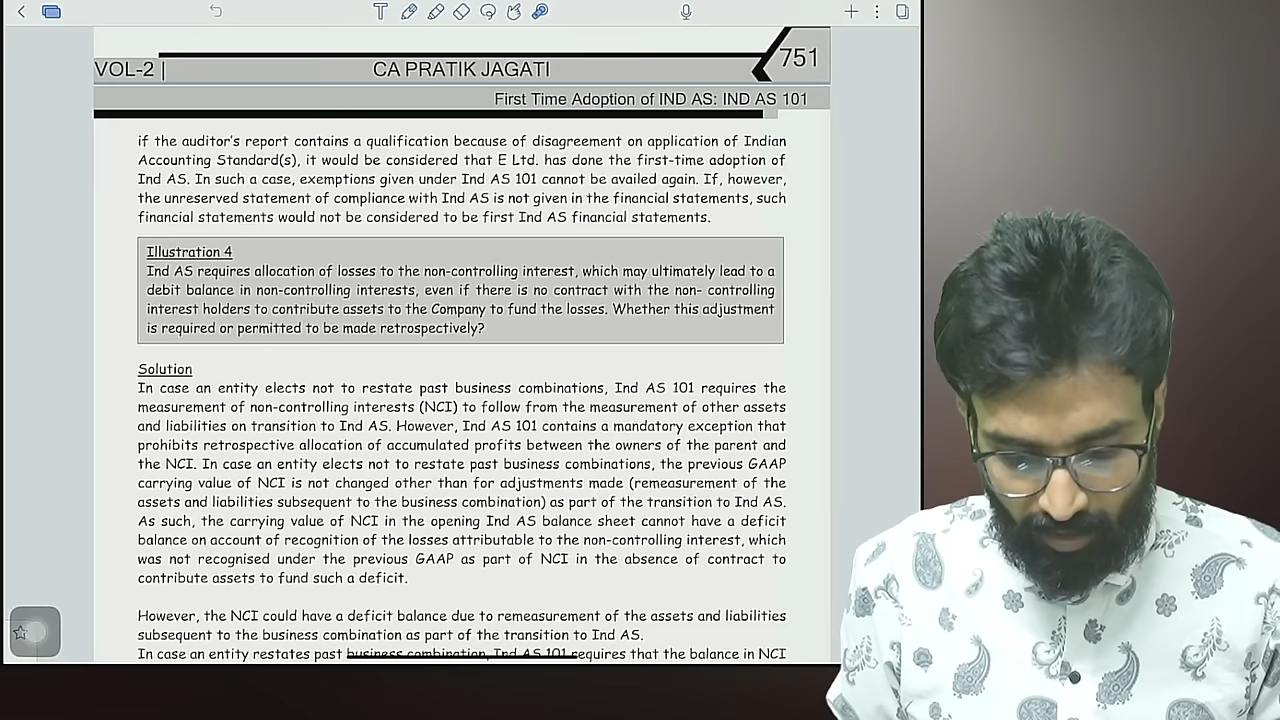 751
VOL-2 | CA PRATIK JAGATI
First Time Adoption of IND AS: IND AS 101
if the auditor's report contains a qualification because of disagreement on application of Indian
Accounting Standard(s), it would be considered that E Ltd. has done the first-time adoption of
Ind AS. In such a case, exemptions given under Ind AS 101 cannot be availed again. If, however,
the unreserved statement of compliance with Ind AS is not given in the financial statements, such
financial statements would not be considered to be first Ind AS financial statements.
Illustration 4
Ind AS requires allocation of losses to the non-controlling interest, which may ultimately lead to a
debit balance in non-controlling interests, even if there is no contract with the non- controlling
interest holders to contribute assets to the Company to fund the losses. Whether this adjustment
is required or permitted to be made retrospectively?
Solution
In case an entity elects not to restate past business combinations, Ind AS 101 requires the
measurement of non-controlling interests (NCI) to follow from the measurement of other assets
and liabilities on transition to Ind AS. However, Ind AS 101 contains a mandatory exception that
prohibits retrospective allocation of accumulated profits between the owners of the parent and
the NCI. In case an entity elects not to restate past business combinations, the previous GAAP
carrying value of NCI is not changed other than for adjustments made (remeasurement of the
assets and liabilities subsequent to the business combination) as part of the transition to Ind AS.
As such, the carrying value of NCI in the opening Ind AS balance sheet cannot have a deficit
balance on account of recognition of the losses attributable to the non-controlling interest, which
was not recognised under the previous GAAP as part of NCI in the absence of contract to
contribute assets to fund such a deficit.
However, the NCI could have a deficit balance due to remeasurement of the assets and liabilities
subsequent to the business combination as part of the transition to Ind AS.
In case an entity restates past business combination, Ind AS 101 requires that the balance in NCI